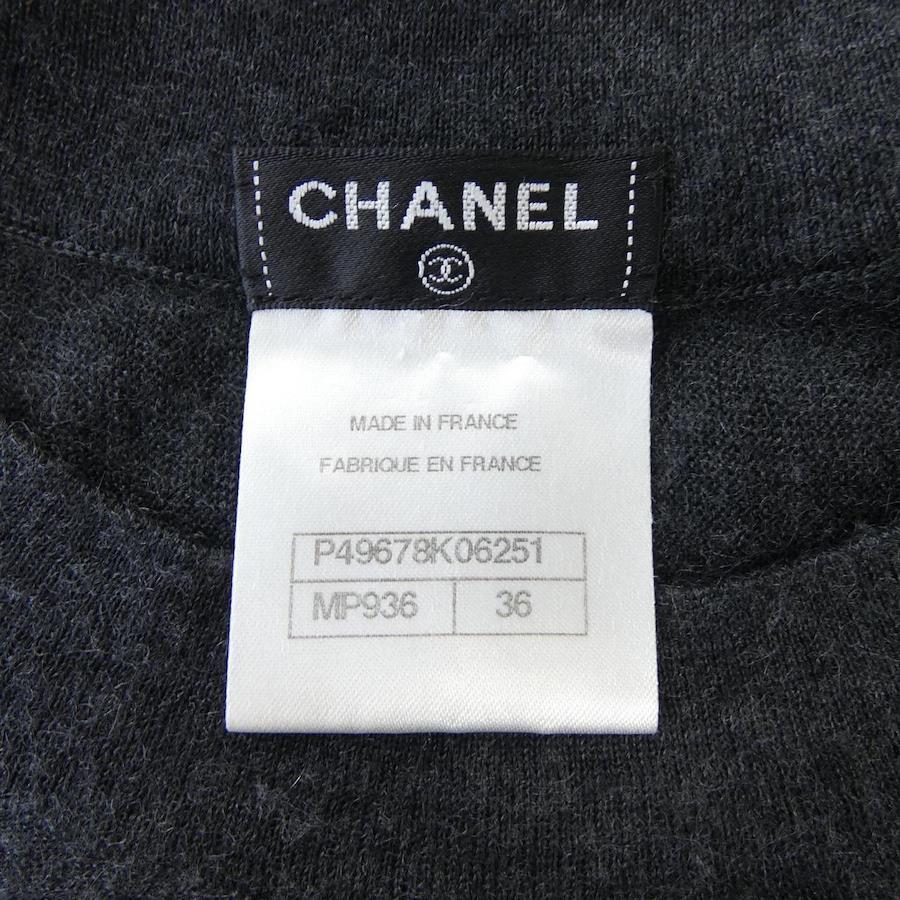 CHANEL
MADE IN FRANCE
FABRIQUE EN FRANCE
P49678K06251
MP936 36